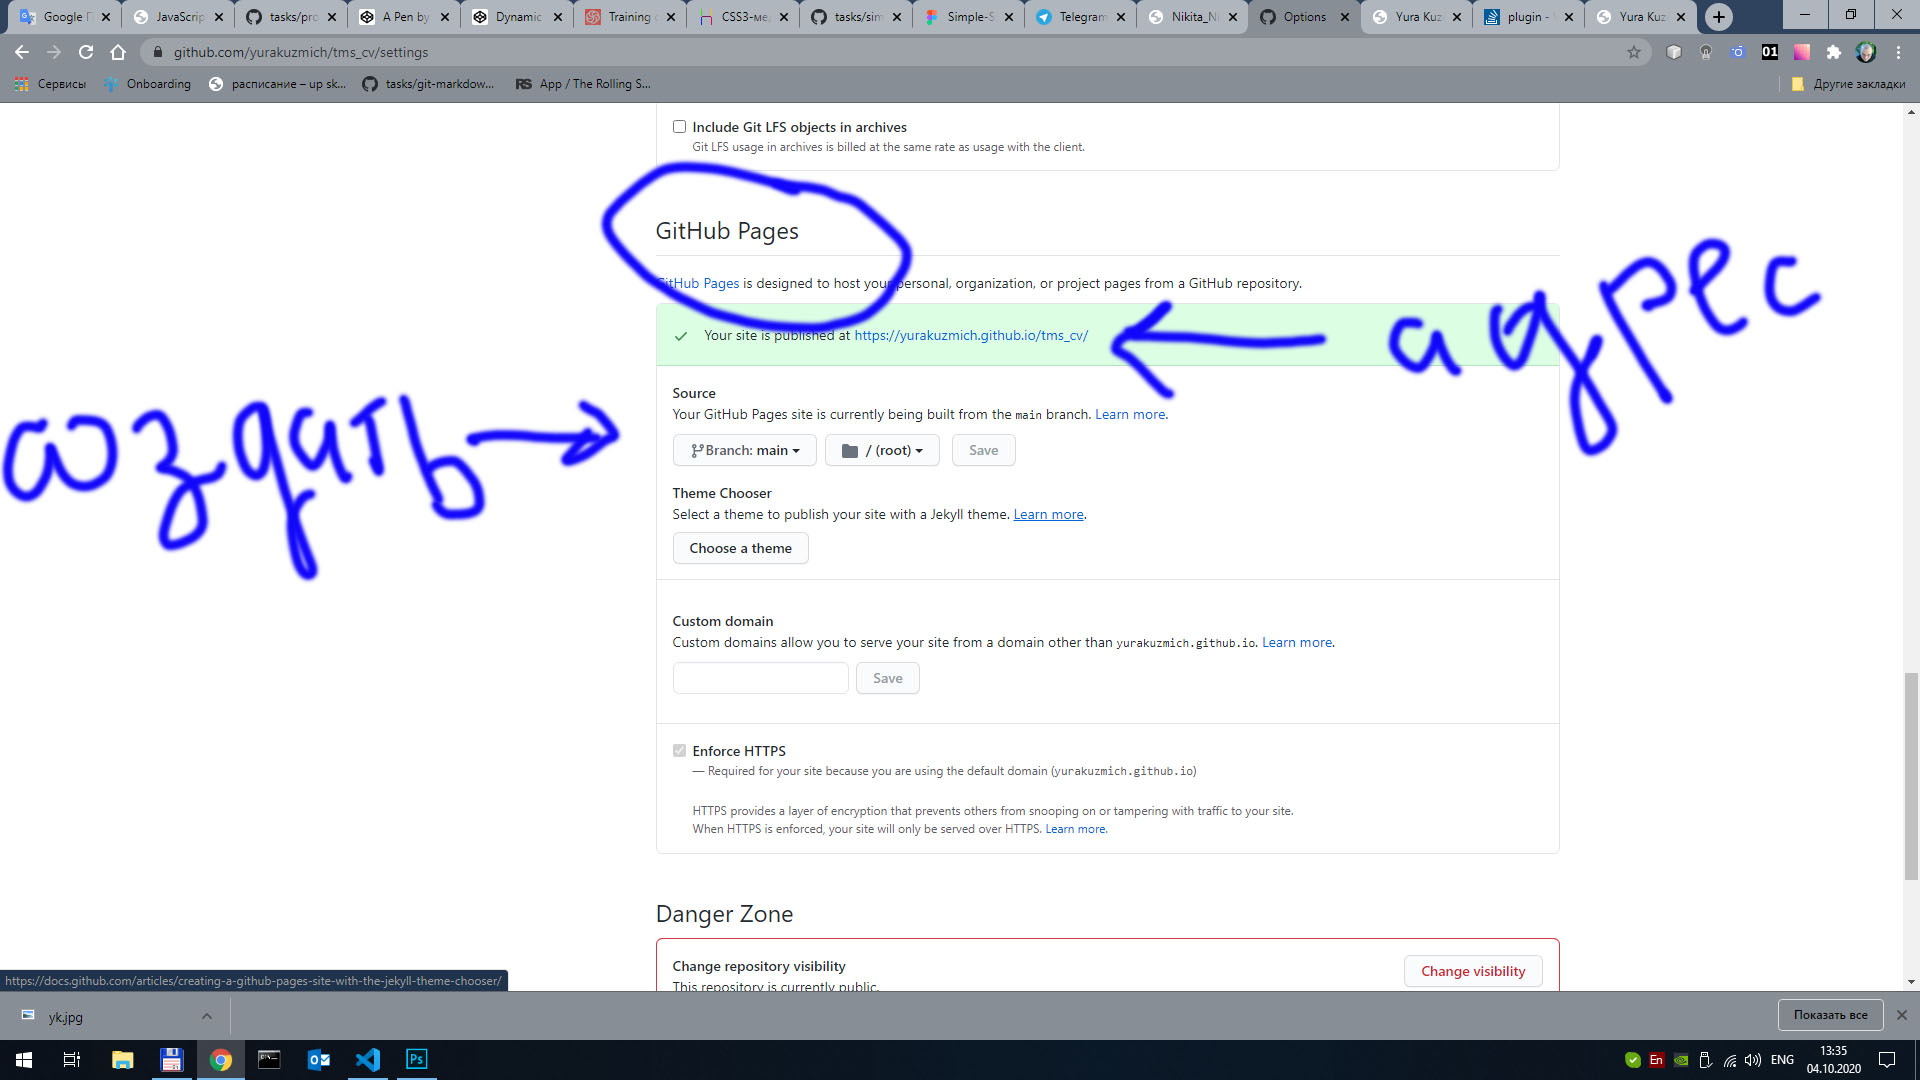 Google П
JavaScrip
tasks/pro
A Pen by
Dynamic
Training
CSS3-ме
tasks/sim
Simple-S
Telegram
Nikita_Ni
Options
Yura Kuz
plugin -
Yura Kuz
github.com/yurakuzmich/tms_cv/settings
01
Сервисы
Onboarding
расписание – up sk...
tasks/git-markdow...
RS App / The Rolling S...
Другие закладки
Include Git LFS objects in archives
Git LFS usage in archives is billed at the same rate as usage with the client.
GitHub Pages
GitHub Pages is designed to host your personal, organization, or project pages from a GitHub repository.
Your site is published at https://yurakuzmich.github.io/tms_cv/
адрес
Source
Your GitHub Pages site is currently being built from the main branch. Learn more.
создать
Branch: main
/ (root)
Save
Theme Chooser
Select a theme to publish your site with a Jekyll theme. Learn more.
Choose a theme
Custom domain
Custom domains allow you to serve your site from a domain other than yurakuzmich.github.io. Learn more.
Save
Enforce HTTPS
— Required for your site because you are using the default domain (yurakuzmich.github.io)
HTTPS provides a layer of encryption that prevents others from snooping on or tampering with traffic to your site.
When HTTPS is enforced, your site will only be served over HTTPS. Learn more.
Danger Zone
Change repository visibility
This repository is currently public.
Change visibility
https://docs.github.com/articles/creating-a-github-pages-site-with-the-jekyll-theme-chooser/
yk.jpg
Показать все
Ps
En
ENG
13:35
04.10.2020